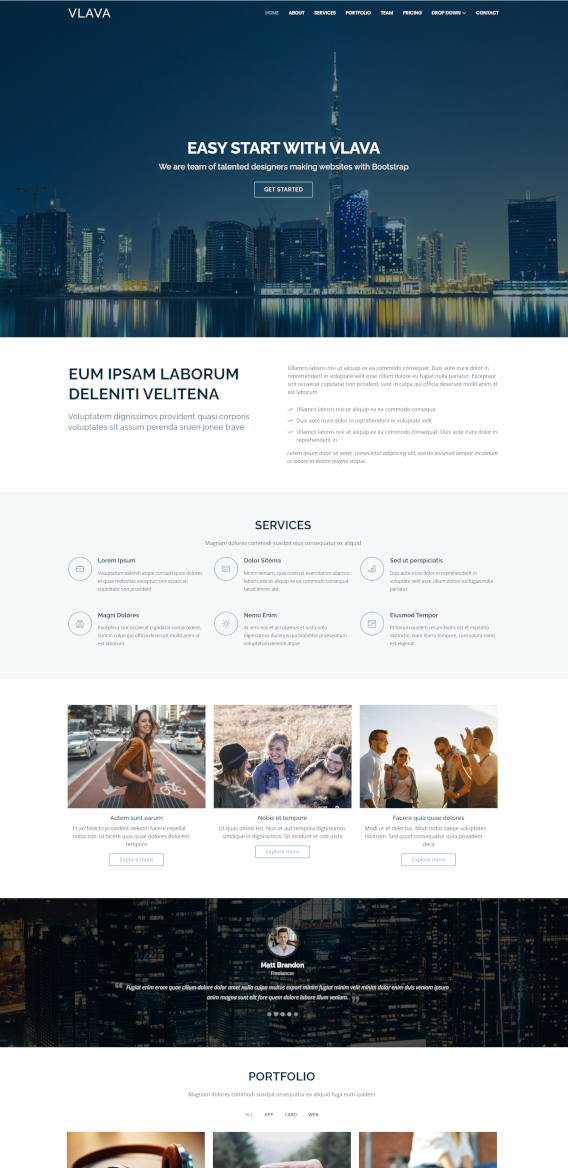 VLAVA
HOME ABOUT SERVICES PORTFOLIO TEAM PRICING DROP DOWN CONTACT
EASY START WITH VLAVA
We are team of talented designers making websites with Bootstrap
GET STARTED
EUM IPSAM LABORUM
DELENITI VELITENA
Voluptatem dignissimos provident quasi corporis
voluptates sit assum perenda sruen jonee trave
Ullamco laboris nisi ut aliquip ex ea commodo consequat. Duis aute irure dolor in
reprehenderit in voluptate velit esse cillum dolore eu fugiat nulla pariatur. Excepteur
sint occaecat cupidatat non proident, sunt in culpa qui officia deserunt mollit anim id
est laborum
Ullamco laboris nisi ut aliquip ex ea commodo consequa
Duis aute irure dolor in reprehenderit in voluptate velit
Ullamco laboris nisi ut aliquip ex ea commodo consequat. Duis aute irure dolor in
reprehenderit in
Lorem ipsum dolor sit amet, consectetur adipiscing elit, sed do eiusmod tempor incididunt
ut labore et dolore magna aliqua.
SERVICES
Magnam dolores commodi suscipit eius consequatur ex aliquid
Lorem Ipsum
Voluptatum deleniti atque corrupti quos dolores
et quas molestias excepturi sint occaecati
cupiditate non provident
Dolor Sitema
Minim veniam, quis nostrud exercitation ullamco
laboris nisi ut aliquip ex ea commodo consequat
tarad limino ata
Sed ut perspiciatis
Duis aute irure dolor in reprehenderit in
voluptate velit esse cillum dolore eu fugiat nulla
pariatur
Magni Dolores
Excepteur sint occaecat cupidatat non proident,
sunt in culpa qui officia deserunt mollit anim id
est laborum
Nemo Enim
At vero eos et accusamus et iusto odio
dignissimos ducimus qui blanditiis praesentium
voluptatum deleniti atque
Eiusmod Tempor
Et harum quidem rerum facilis est et expedita
distinctio. Nam libero tempore, cum soluta nobis
est eligendi
Autem sunt earum
Et architecto provident deleniti facere repellat
nobis iste. Id facere quia quae dolores dolorem
tempore
Explore more
Nobis et tempore
Ut quas omnis est. Non et aut tempora dignissimos
similique in dignissimos. Sit incidunt et odit iusto
Explore more
Facere quia quae dolores
Modi ut et delectus. Modi nobis saepe voluptates
nostrum. Sed quod consequatur quia provident
dera
Explore more
Matt Brandon
Freelancer
Fugiat enim eram quae cillum dolore dolor amet nulla culpa multos export minim fugiat minim velit minim dolor enim duis veniam ipsum
anim magna sunt elit fore quem dolore labore illum veniam.
PORTFOLIO
Magnam dolores commodi suscipit onsequatur ex aliquid fuga eum quidem
ALL APP CARD WEB